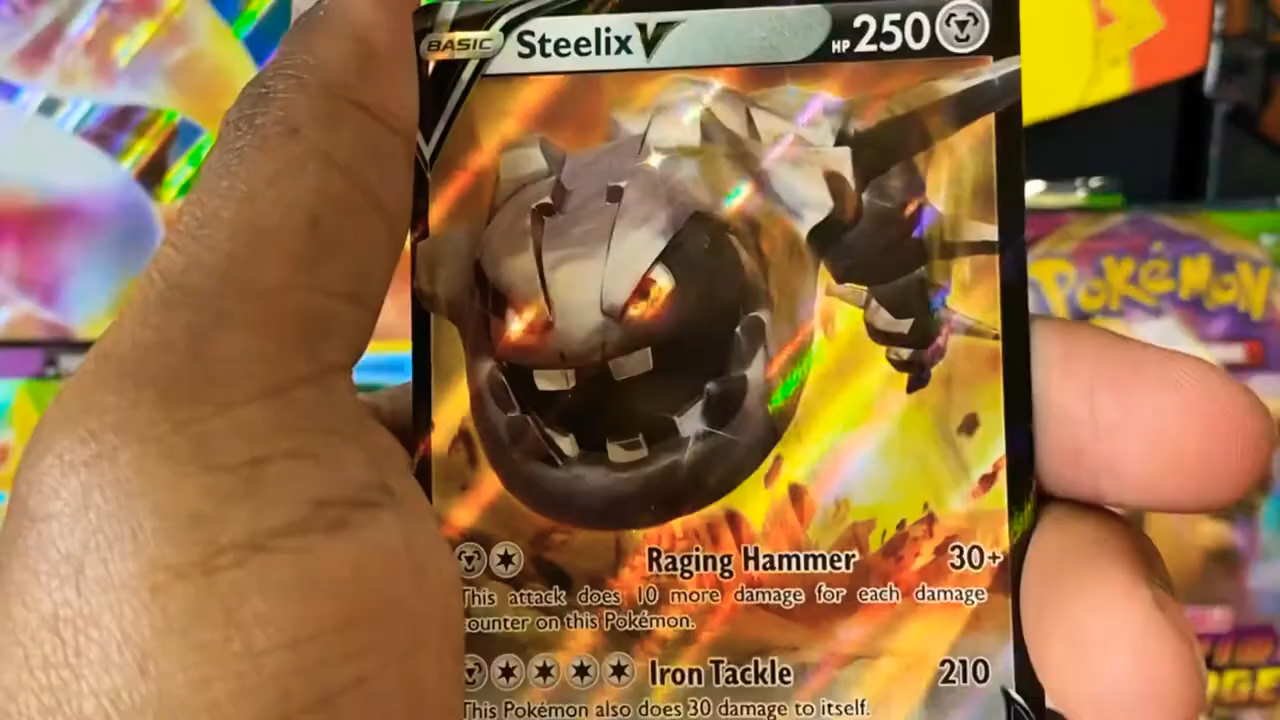 BASIC Steelix V HP 250
POKéMON
Raging Hammer 30+
This attack does 10 more damage for each damage
counter on this Pokémon.
Iron Tackle 210
This Pokémon also does 30 damage to itself.